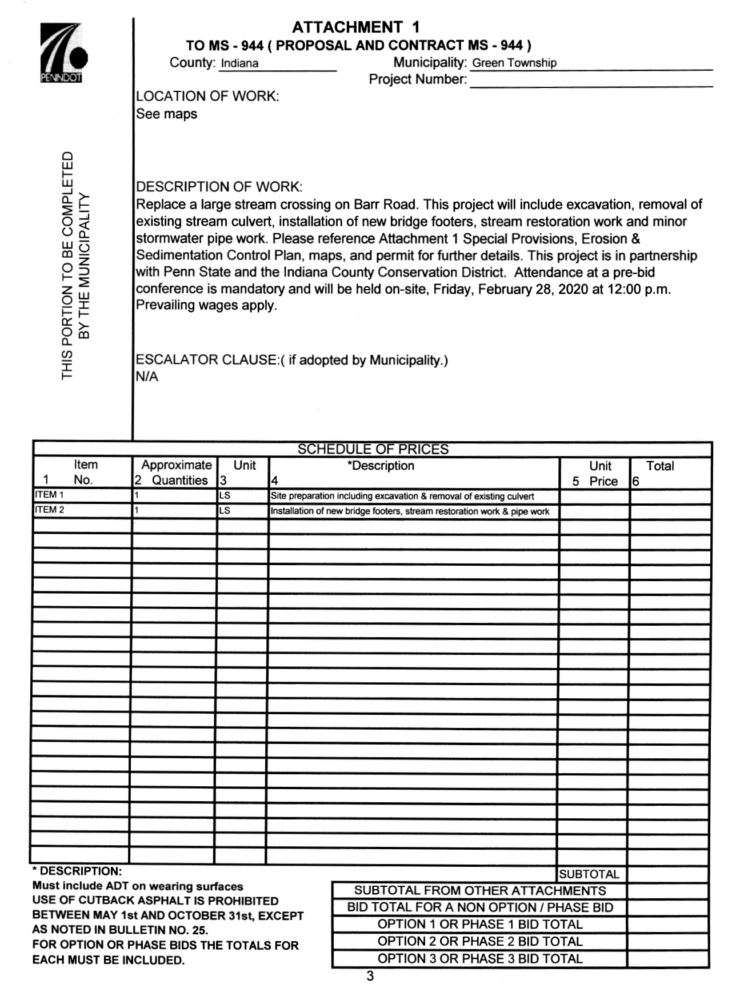 ATTACHMENT 1
TO MS - 944 ( PROPOSAL AND CONTRACT MS - 944 )
PENNDOT
County: Indiana Municipality: Green Township
Project Number:
LOCATION OF WORK:
See maps
THIS PORTION TO BE COMPLETED
BY THE MUNICIPALITY
DESCRIPTION OF WORK:
Replace a large stream crossing on Barr Road. This project will include excavation, removal of
existing stream culvert, installation of new bridge footers, stream restoration work and minor
stormwater pipe work. Please reference Attachment 1 Special Provisions, Erosion &
Sedimentation Control Plan, maps, and permit for further details. This project is in partnership
with Penn State and the Indiana County Conservation District. Attendance at a pre-bid
conference is mandatory and will be held on-site, Friday, February 28, 2020 at 12:00 p.m.
Prevailing wages apply.
ESCALATOR CLAUSE:( if adopted by Municipality.)
N/A
SCHEDULE OF PRICES
Item Approximate Unit *Description Unit Total
1 No. 2 Quantities 3 4 5 Price 6
ITEM 1 1 LS Site preparation including excavation & removal of existing culvert
ITEM 2 1 LS Installation of new bridge footers, stream restoration work & pipe work
* DESCRIPTION:
Must include ADT on wearing surfaces
USE OF CUTBACK ASPHALT IS PROHIBITED
BETWEEN MAY 1st AND OCTOBER 31st, EXCEPT
AS NOTED IN BULLETIN NO. 25.
FOR OPTION OR PHASE BIDS THE TOTALS FOR
EACH MUST BE INCLUDED.
SUBTOTAL
SUBTOTAL FROM OTHER ATTACHMENTS
BID TOTAL FOR A NON OPTION / PHASE BID
OPTION 1 OR PHASE 1 BID TOTAL
OPTION 2 OR PHASE 2 BID TOTAL
OPTION 3 OR PHASE 3 BID TOTAL
3